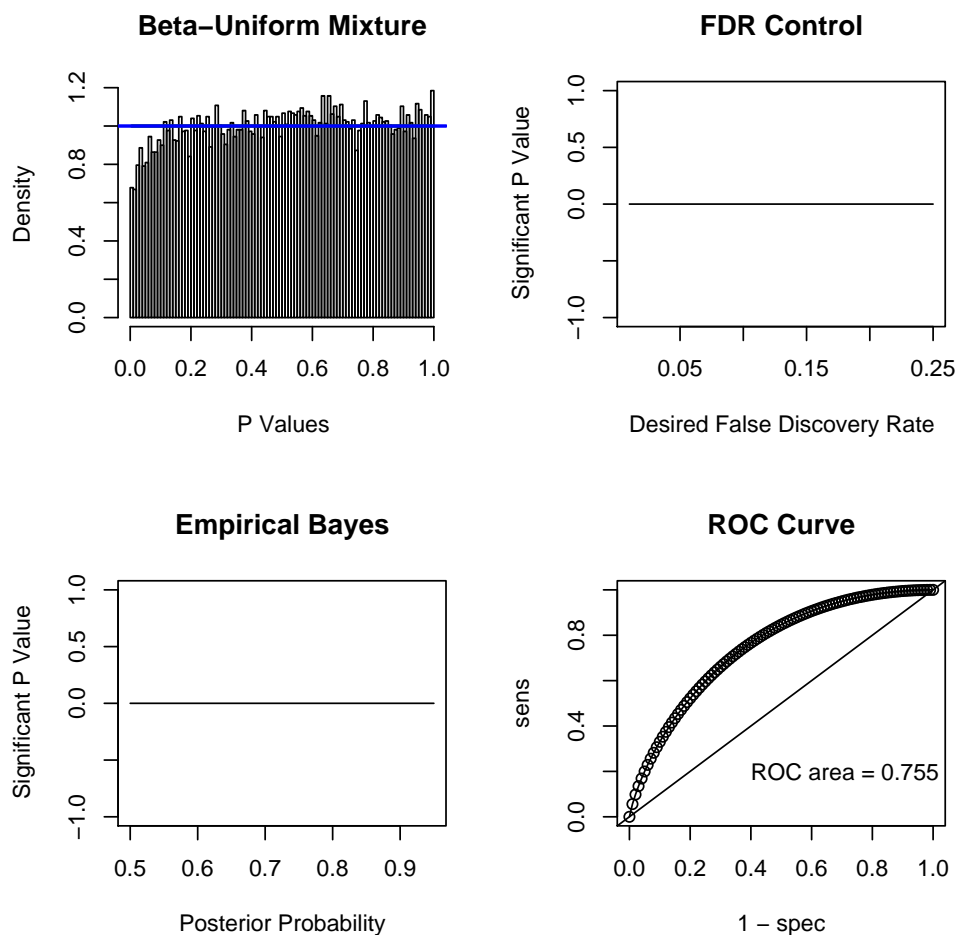 Beta−Uniform Mixture
Density
0.0 0.4 0.8 1.2
0.0 0.2 0.4 0.6 0.8 1.0
P Values
FDR Control
Significant P Value
−1.0 0.0 0.5 1.0
0.05 0.15 0.25
Desired False Discovery Rate
Empirical Bayes
Significant P Value
−1.0 0.0 0.5 1.0
0.5 0.6 0.7 0.8 0.9
Posterior Probability
ROC Curve
sens
0.0 0.4 0.8
ROC area = 0.755
0.0 0.2 0.4 0.6 0.8 1.0
1 − spec